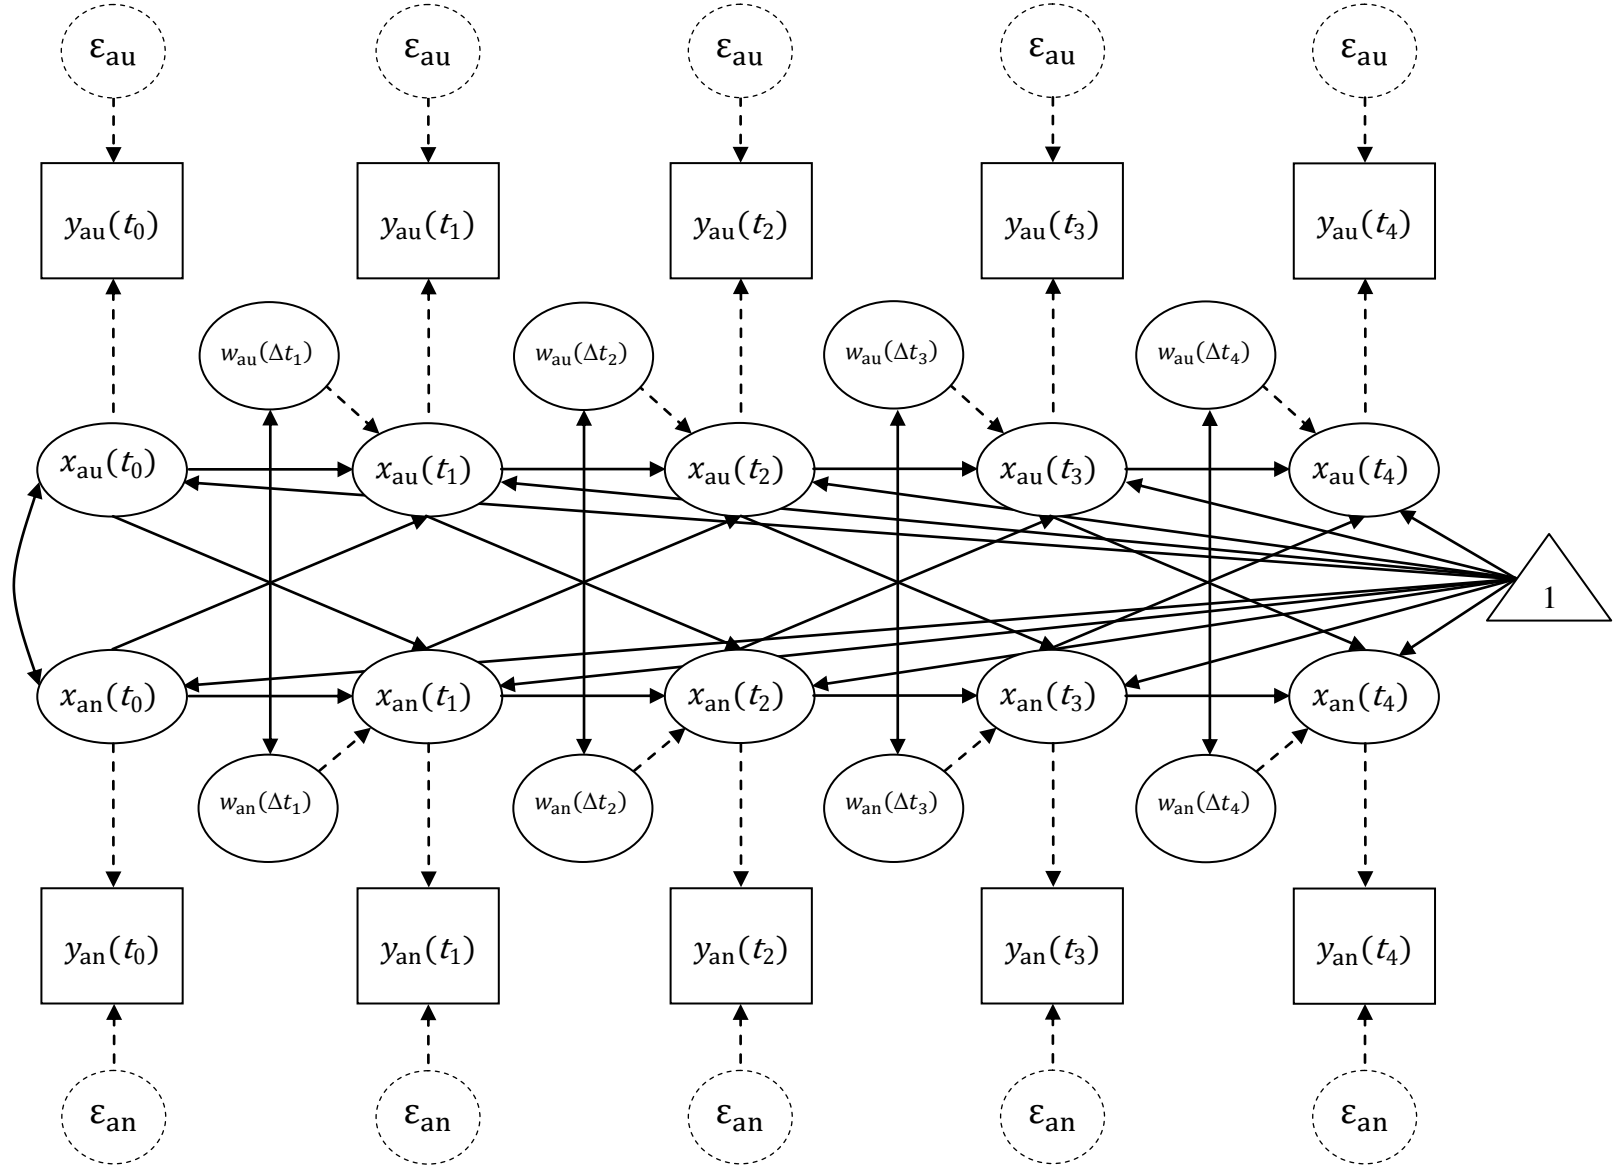 εau εau εau εau εau
yau(t0) yau(t1) yau(t2) yau(t3) yau(t4)
wau(Δt1) wau(Δt2) wau(Δt3) wau(Δt4)
xau(t0) xau(t1) xau(t2) xau(t3) xau(t4)
1
xan(t0) xan(t1) xan(t2) xan(t3) xan(t4)
wan(Δt1) wan(Δt2) wan(Δt3) wan(Δt4)
yan(t0) yan(t1) yan(t2) yan(t3) yan(t4)
εan εan εan εan εan